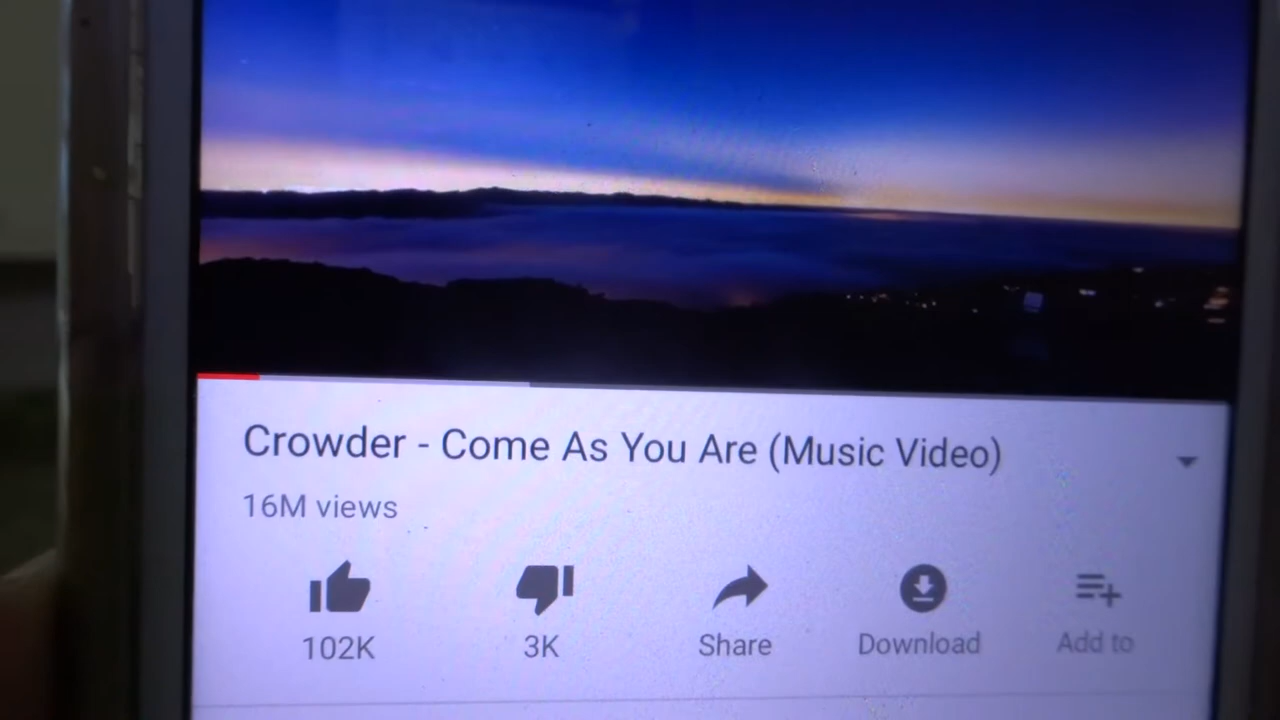 Crowder - Come As You Are (Music Video)
16M views
102K
3K
Share
Download
Add to